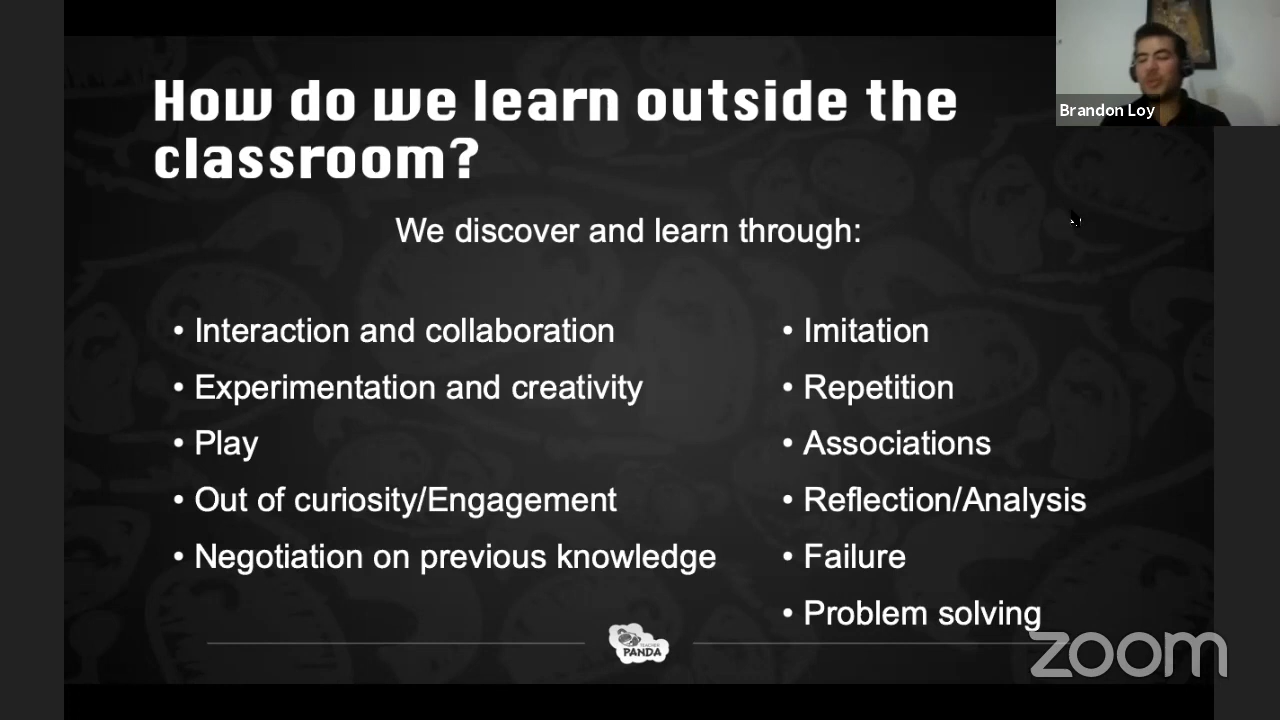 How do we learn outside the
classroom?
Brandon Loy
We discover and learn through:
• Interaction and collaboration
• Experimentation and creativity
• Play
• Out of curiosity/Engagement
• Negotiation on previous knowledge
• Imitation
• Repetition
• Associations
• Reflection/Analysis
• Failure
• Problem solving
TEACHER
PANDA
zoom